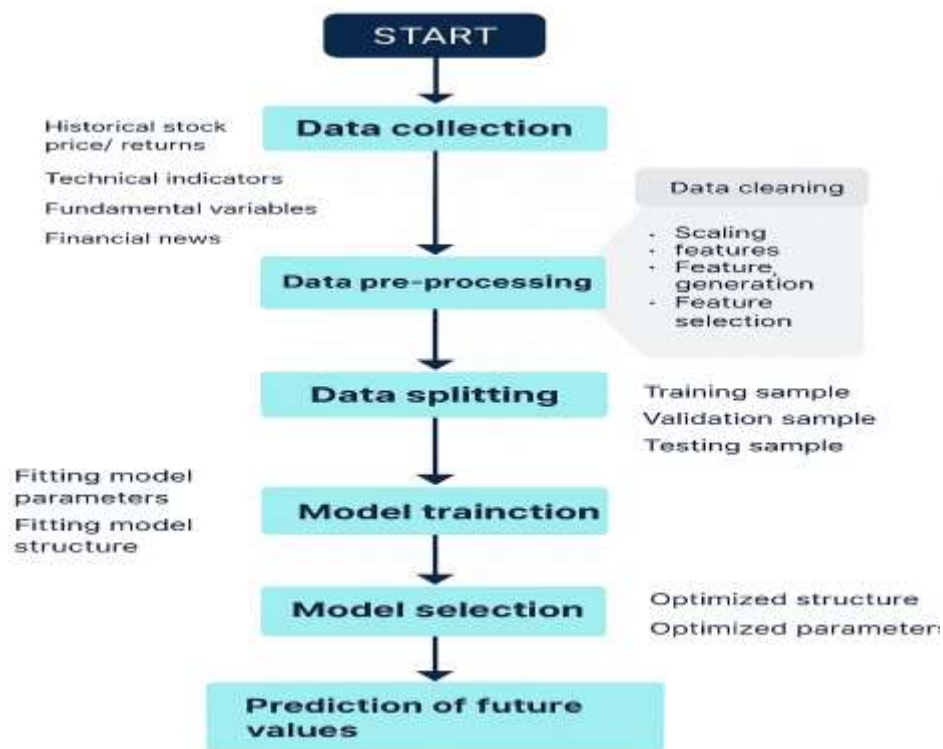 START
Data collection
Historical stock
price/ returns
Technical indicators
Fundamental variables
Financial news
Data cleaning
· Scaling
· features
· Feature,
generation
· Feature
selection
Data pre-processing
Data splitting
Training sample
Validation sample
Testing sample
Fitting model
parameters
Fitting model
structure
Model trainction
Model selection
Optimized structure
Optimized parameters
Prediction of future
values